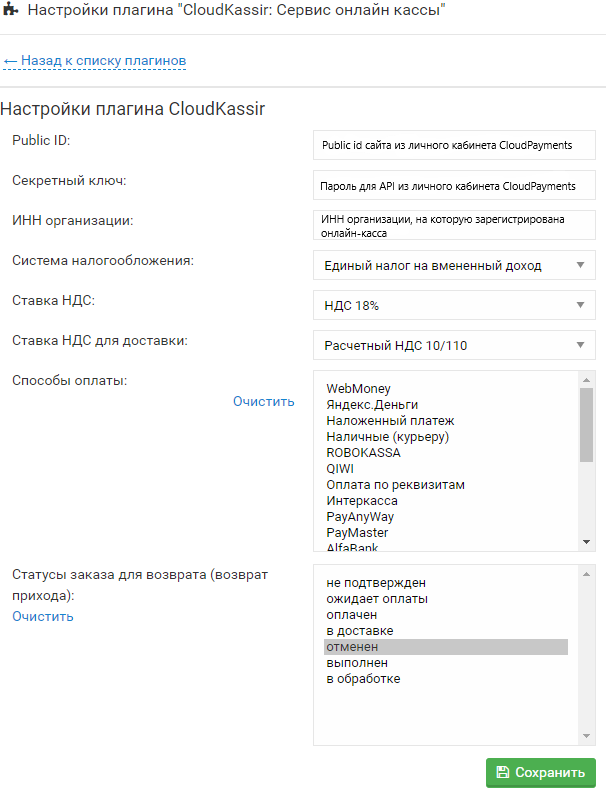 Настройки плагина "CloudKassir: Сервис онлайн кассы"
← Назад к списку плагинов
Настройки плагина CloudKassir
Public ID:
Public id сайта из личного кабинета CloudPayments
Секретный ключ:
Пароль для API из личного кабинета CloudPayments
ИНН организации:
ИНН организации, на которую зарегистрирована
онлайн-касса
Система налогообложения:
Единый налог на вмененный доход
Ставка НДС:
НДС 18%
Ставка НДС для доставки:
Расчетный НДС 10/110
Способы оплаты:
Очистить
WebMoney
Яндекс.Деньги
Наложенный платеж
Наличные (курьеру)
ROBOKASSA
QIWI
Оплата по реквизитам
Интеркасса
PayAnyWay
PayMaster
AlfaBank
Статусы заказа для возврата (возврат
прихода):
Очистить
не подтвержден
ожидает оплаты
оплачен
в доставке
отменен
выполнен
в обработке
Сохранить